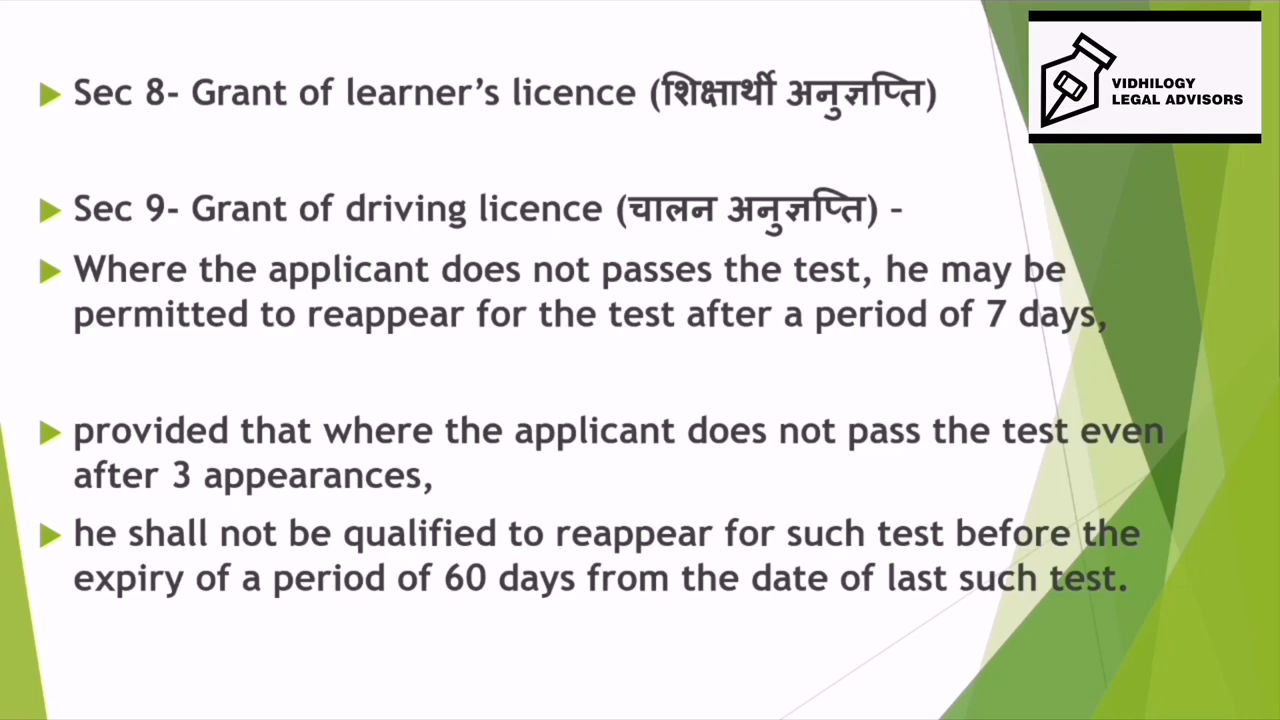 Sec 8- Grant of learner’s licence (शिक्षार्थी अनुज्ञप्ति)
VIDHILOGY
LEGAL ADVISORS
Sec 9- Grant of driving licence (चालन अनुज्ञप्ति) –
Where the applicant does not passes the test, he may be
permitted to reappear for the test after a period of 7 days,
provided that where the applicant does not pass the test even
after 3 appearances,
he shall not be qualified to reappear for such test before the
expiry of a period of 60 days from the date of last such test.